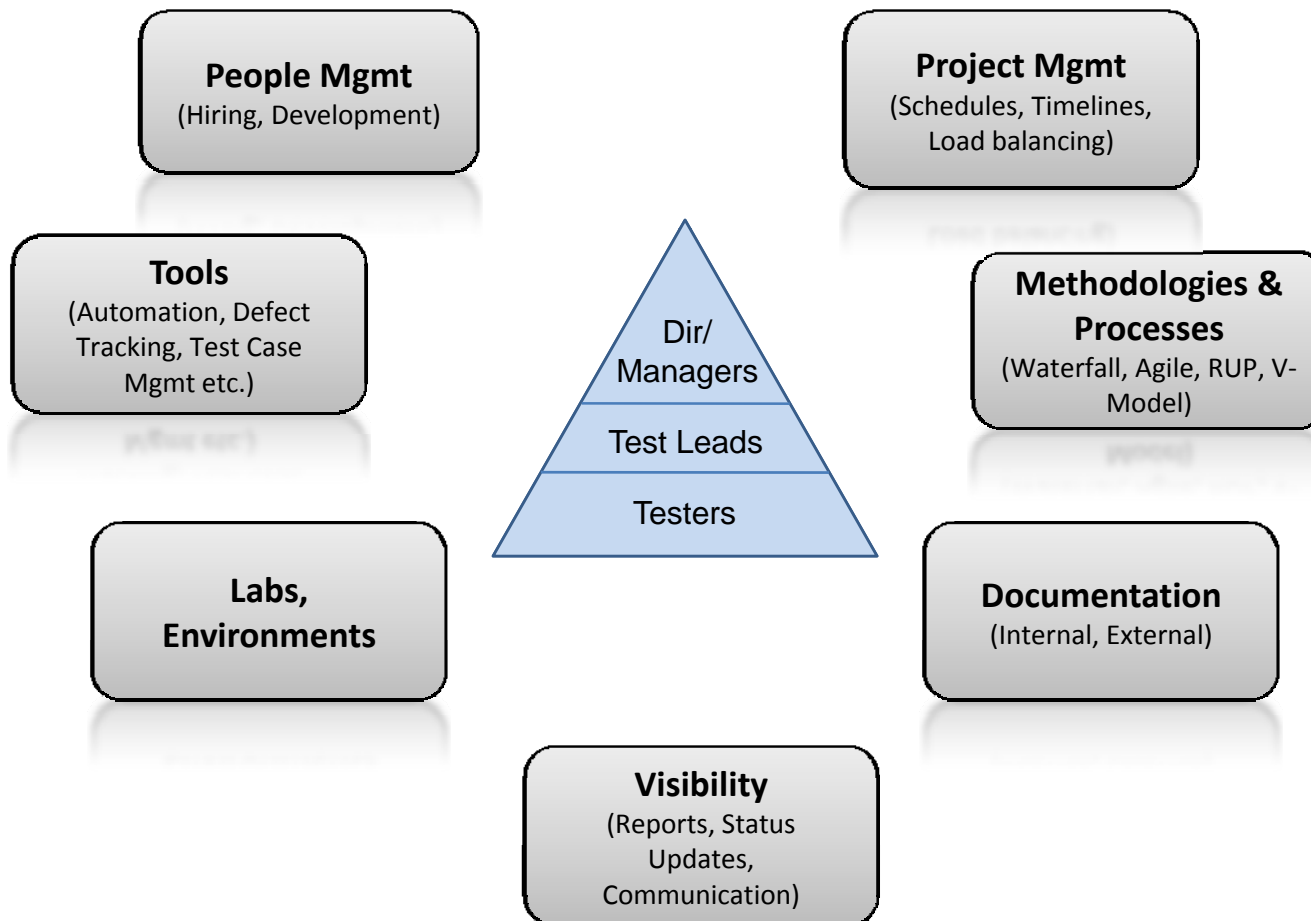 People Mgmt
(Hiring, Development)
Project Mgmt
(Schedules, Timelines,
Load balancing)
Tools
(Automation, Defect
Tracking, Test Case
Mgmt etc.)
Dir/
Managers
Test Leads
Testers
Methodologies &
Processes
(Waterfall, Agile, RUP, V-
Model)
Labs,
Environments
Documentation
(Internal, External)
Visibility
(Reports, Status
Updates,
Communication)